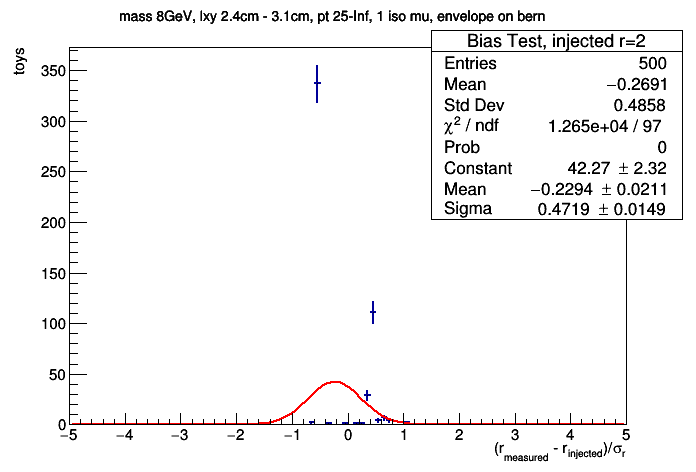 mass 8GeV, lxy 2.4cm - 3.1cm, pt 25-Inf, 1 iso mu, envelope on bern
Bias Test, injected r=2
Entries 500
Mean −0.2691
Std Dev 0.4858
χ² / ndf 1.265e+04 / 97
Prob 0
Constant 42.27 ± 2.32
Mean −0.2294 ± 0.0211
Sigma 0.4719 ± 0.0149
toys
350
300
250
200
150
100
50
0
−5 −4 −3 −2 −1 0 1 2 3 4 5
(r_measured - r_injected)/σ_r